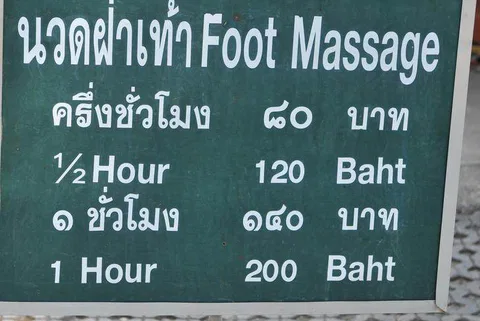 นวดฝ่าเท้า Foot Massage
ครึ่งชั่วโมง ๘๐ บาท
½ Hour 120 Baht
๑ ชั่วโมง ๑๔๐ บาท
1 Hour 200 Baht